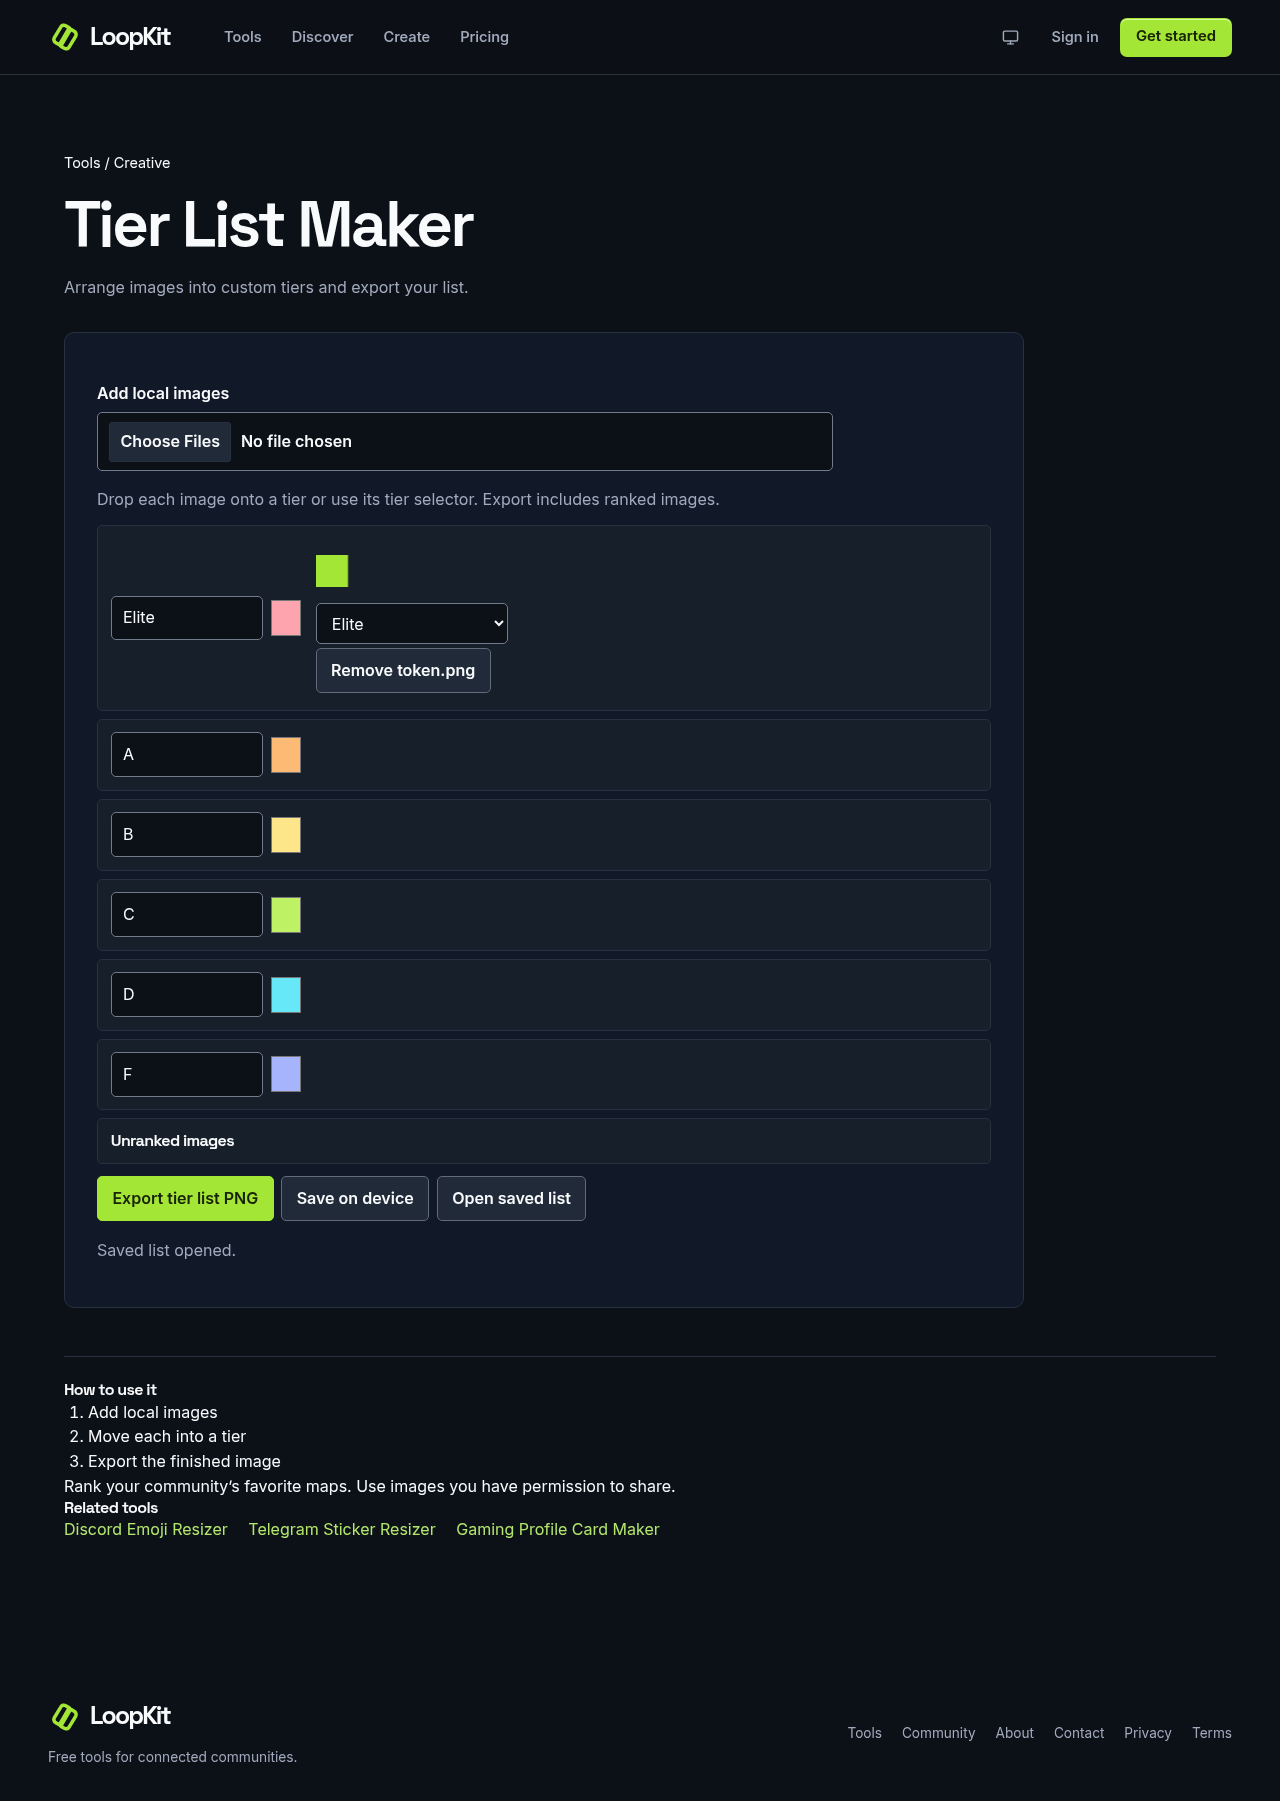 LoopKit
Tools
Discover
Create
Pricing
Sign in
Get started
Tools / Creative
Tier List Maker
Arrange images into custom tiers and export your list.
Add local images
Choose Files No file chosen
Drop each image onto a tier or use its tier selector. Export includes ranked images.
Elite
Elite
Remove token.png
A
B
C
D
F
Unranked images
Export tier list PNG
Save on device
Open saved list
Saved list opened.
How to use it
1. Add local images
2. Move each into a tier
3. Export the finished image
Rank your community’s favorite maps. Use images you have permission to share.
Related tools
Discord Emoji Resizer
Telegram Sticker Resizer
Gaming Profile Card Maker
LoopKit
Free tools for connected communities.
Tools
Community
About
Contact
Privacy
Terms